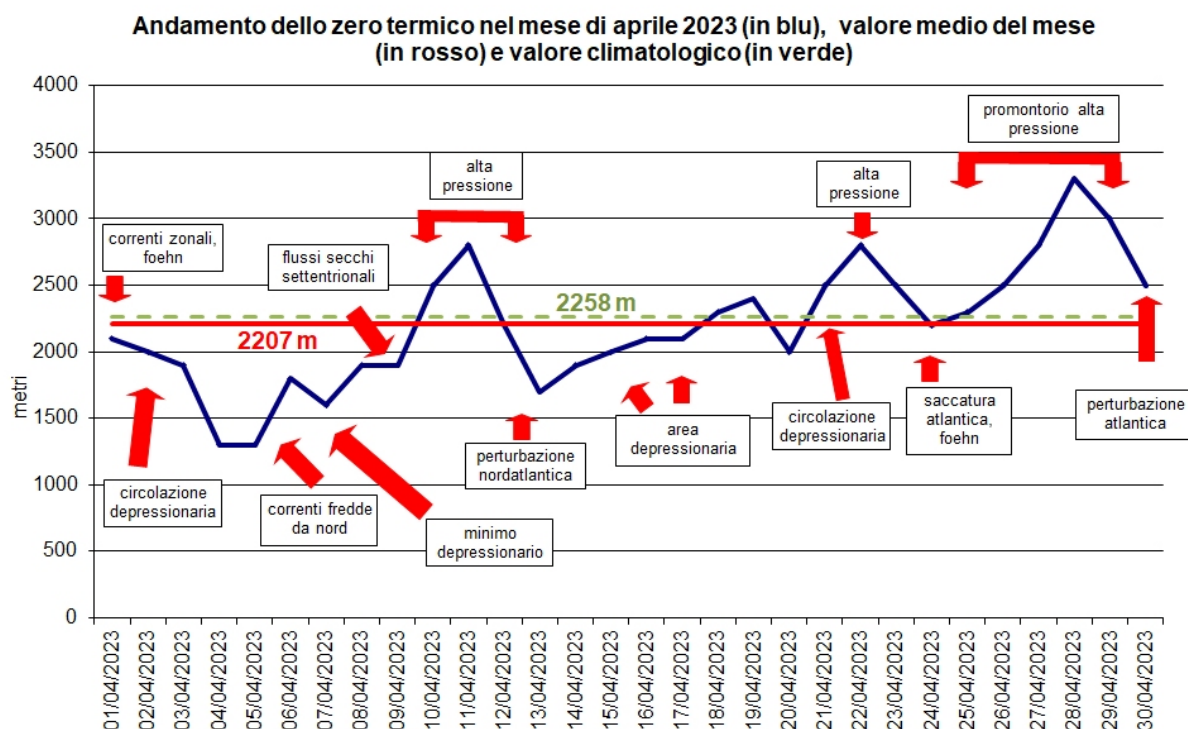 Andamento dello zero termico nel mese di aprile 2023 (in blu), valore medio del mese
(in rosso) e valore climatologico (in verde)
metri
4000
3500
3000
2500
2000
1500
1000
500
0
correnti zonali,
foehn
circolazione
depressionaria
flussi secchi
settentrionali
correnti fredde
da nord
alta
pressione
minimo
depressionario
perturbazione
nordatlantica
area
depressionaria
alta
pressione
circolazione
depressionaria
saccatura
atlantica,
foehn
promontorio alta
pressione
perturbazione
atlantica
2258 m
2207 m
01/04/2023
02/04/2023
03/04/2023
04/04/2023
05/04/2023
06/04/2023
07/04/2023
08/04/2023
09/04/2023
10/04/2023
11/04/2023
12/04/2023
13/04/2023
14/04/2023
15/04/2023
16/04/2023
17/04/2023
18/04/2023
19/04/2023
20/04/2023
21/04/2023
22/04/2023
23/04/2023
24/04/2023
25/04/2023
26/04/2023
27/04/2023
28/04/2023
29/04/2023
30/04/2023